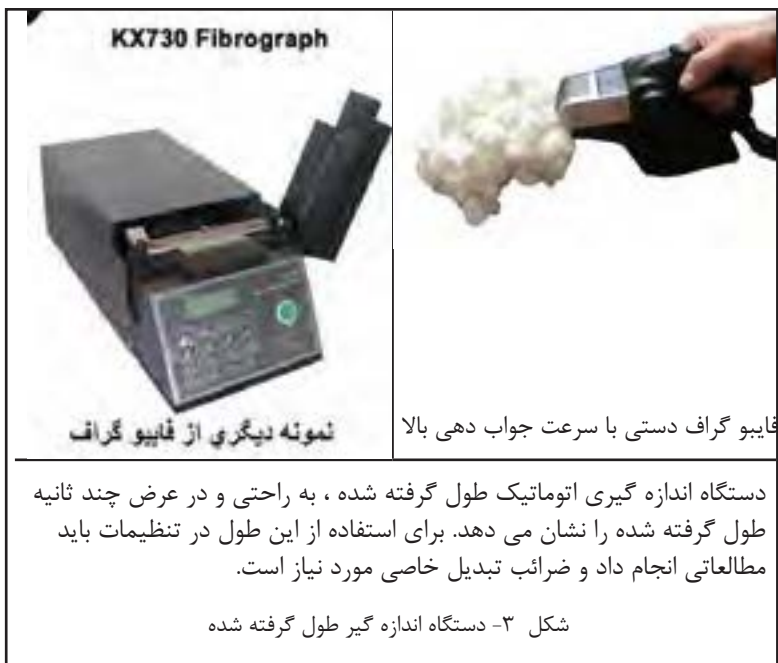 KX730 Fibrograph
نمونه دیگری از فایبو گراف
فایبو گراف دستی با سرعت جواب دهی بالا
دستگاه اندازه گیری اتوماتیک طول گرفته شده ، به راحتی و در عرض چند ثانیه
طول گرفته شده را نشان می دهد. برای استفاده از این طول در تنظیمات باید
مطالعاتی انجام داد و ضرائب تبدیل خاصی مورد نیاز است.
شکل ۳- دستگاه اندازه گیر طول گرفته شده